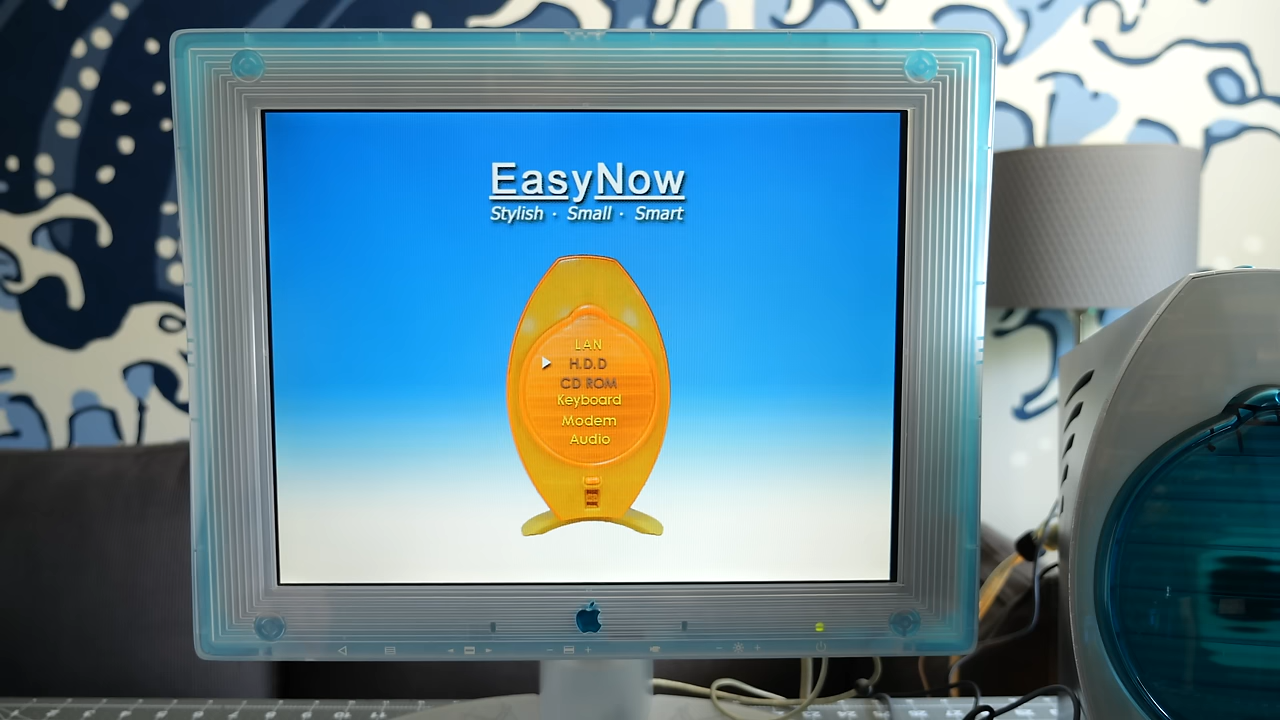 EasyNow
Stylish · Small · Smart
LAN
H.D.D
CD ROM
Keyboard
Modem
Audio